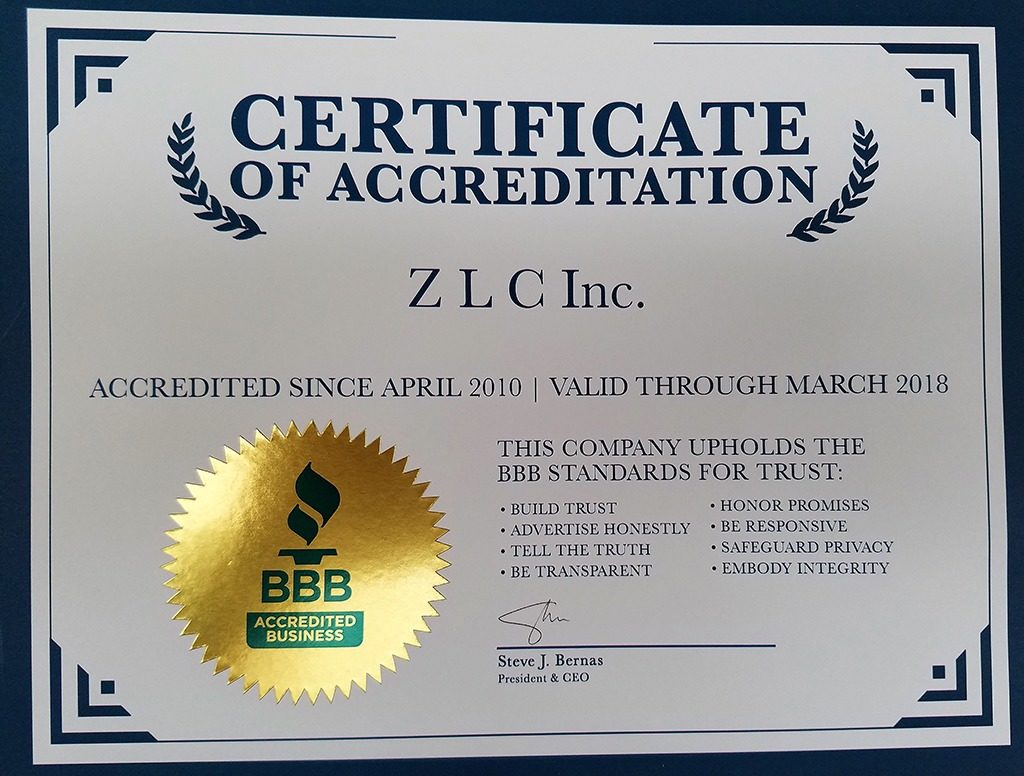 CERTIFICATE
OF ACCREDITATION
Z L C Inc.
ACCREDITED SINCE APRIL 2010 | VALID THROUGH MARCH 2018
BBB
ACCREDITED
BUSINESS
THIS COMPANY UPHOLDS THE
BBB STANDARDS FOR TRUST:
• BUILD TRUST
• ADVERTISE HONESTLY
• TELL THE TRUTH
• BE TRANSPARENT
• HONOR PROMISES
• BE RESPONSIVE
• SAFEGUARD PRIVACY
• EMBODY INTEGRITY
Steve J. Bernas
President & CEO